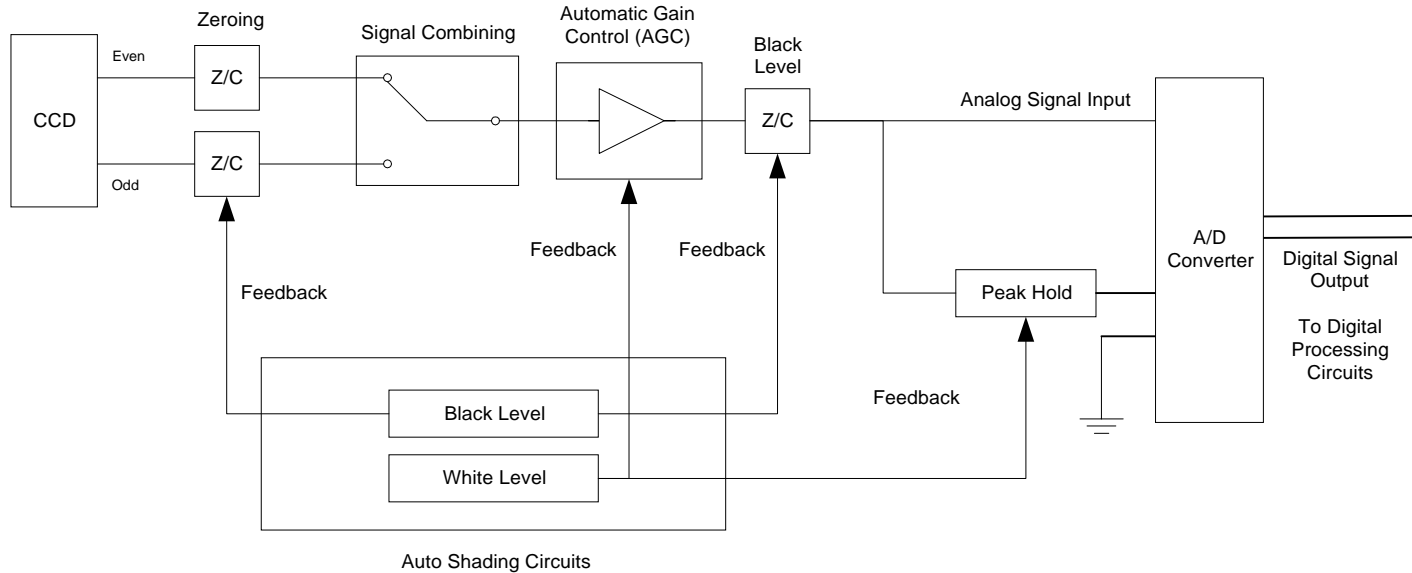 Zeroing
Signal Combining
Automatic Gain
Control (AGC)
Black
Level
CCD
Even
Odd
Z/C
Z/C
Z/C
Analog Signal Input
A/D
Converter
Feedback
Feedback
Feedback
Peak Hold
Digital Signal
Output
To Digital
Processing
Circuits
Feedback
Black Level
White Level
Auto Shading Circuits